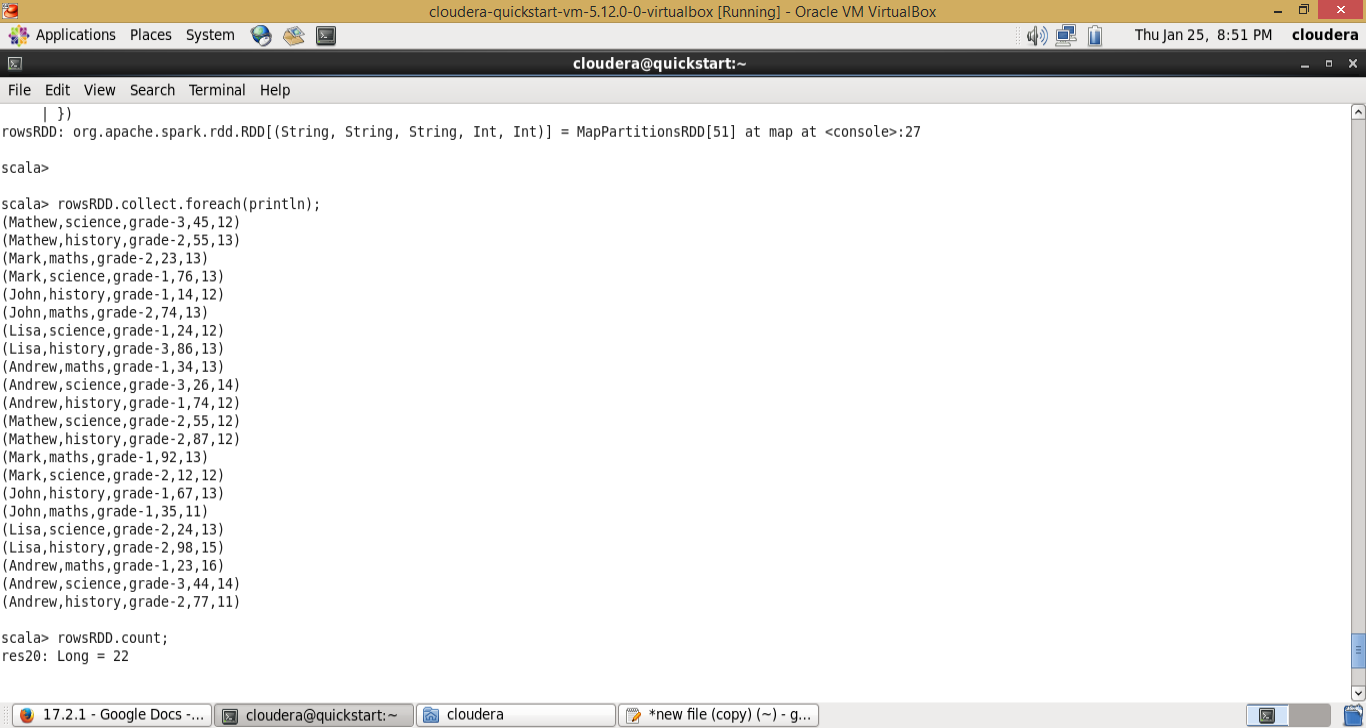 cloudera-quickstart-vm-5.12.0-0-virtualbox [Running] - Oracle VM VirtualBox
Applications Places System Thu Jan 25, 8:51 PM cloudera
cloudera@quickstart:~
File Edit View Search Terminal Help
| })
rowsRDD: org.apache.spark.rdd.RDD[(String, String, String, Int, Int)] = MapPartitionsRDD[51] at map at <console>:27
scala>
scala> rowsRDD.collect.foreach(println);
(Mathew,science,grade-3,45,12)
(Mathew,history,grade-2,55,13)
(Mark,maths,grade-2,23,13)
(Mark,science,grade-1,76,13)
(John,history,grade-1,14,12)
(John,maths,grade-2,74,13)
(Lisa,science,grade-1,24,12)
(Lisa,history,grade-3,86,13)
(Andrew,maths,grade-1,34,13)
(Andrew,science,grade-3,26,14)
(Andrew,history,grade-1,74,12)
(Mathew,science,grade-2,55,12)
(Mathew,history,grade-2,87,12)
(Mark,maths,grade-1,92,13)
(Mark,science,grade-2,12,12)
(John,history,grade-1,67,13)
(John,maths,grade-1,35,11)
(Lisa,science,grade-2,24,13)
(Lisa,history,grade-2,98,15)
(Andrew,maths,grade-1,23,16)
(Andrew,science,grade-3,44,14)
(Andrew,history,grade-2,77,11)
scala> rowsRDD.count;
res20: Long = 22
17.2.1 - Google Docs -... cloudera@quickstart:~ cloudera *new file (copy) (~) - g...